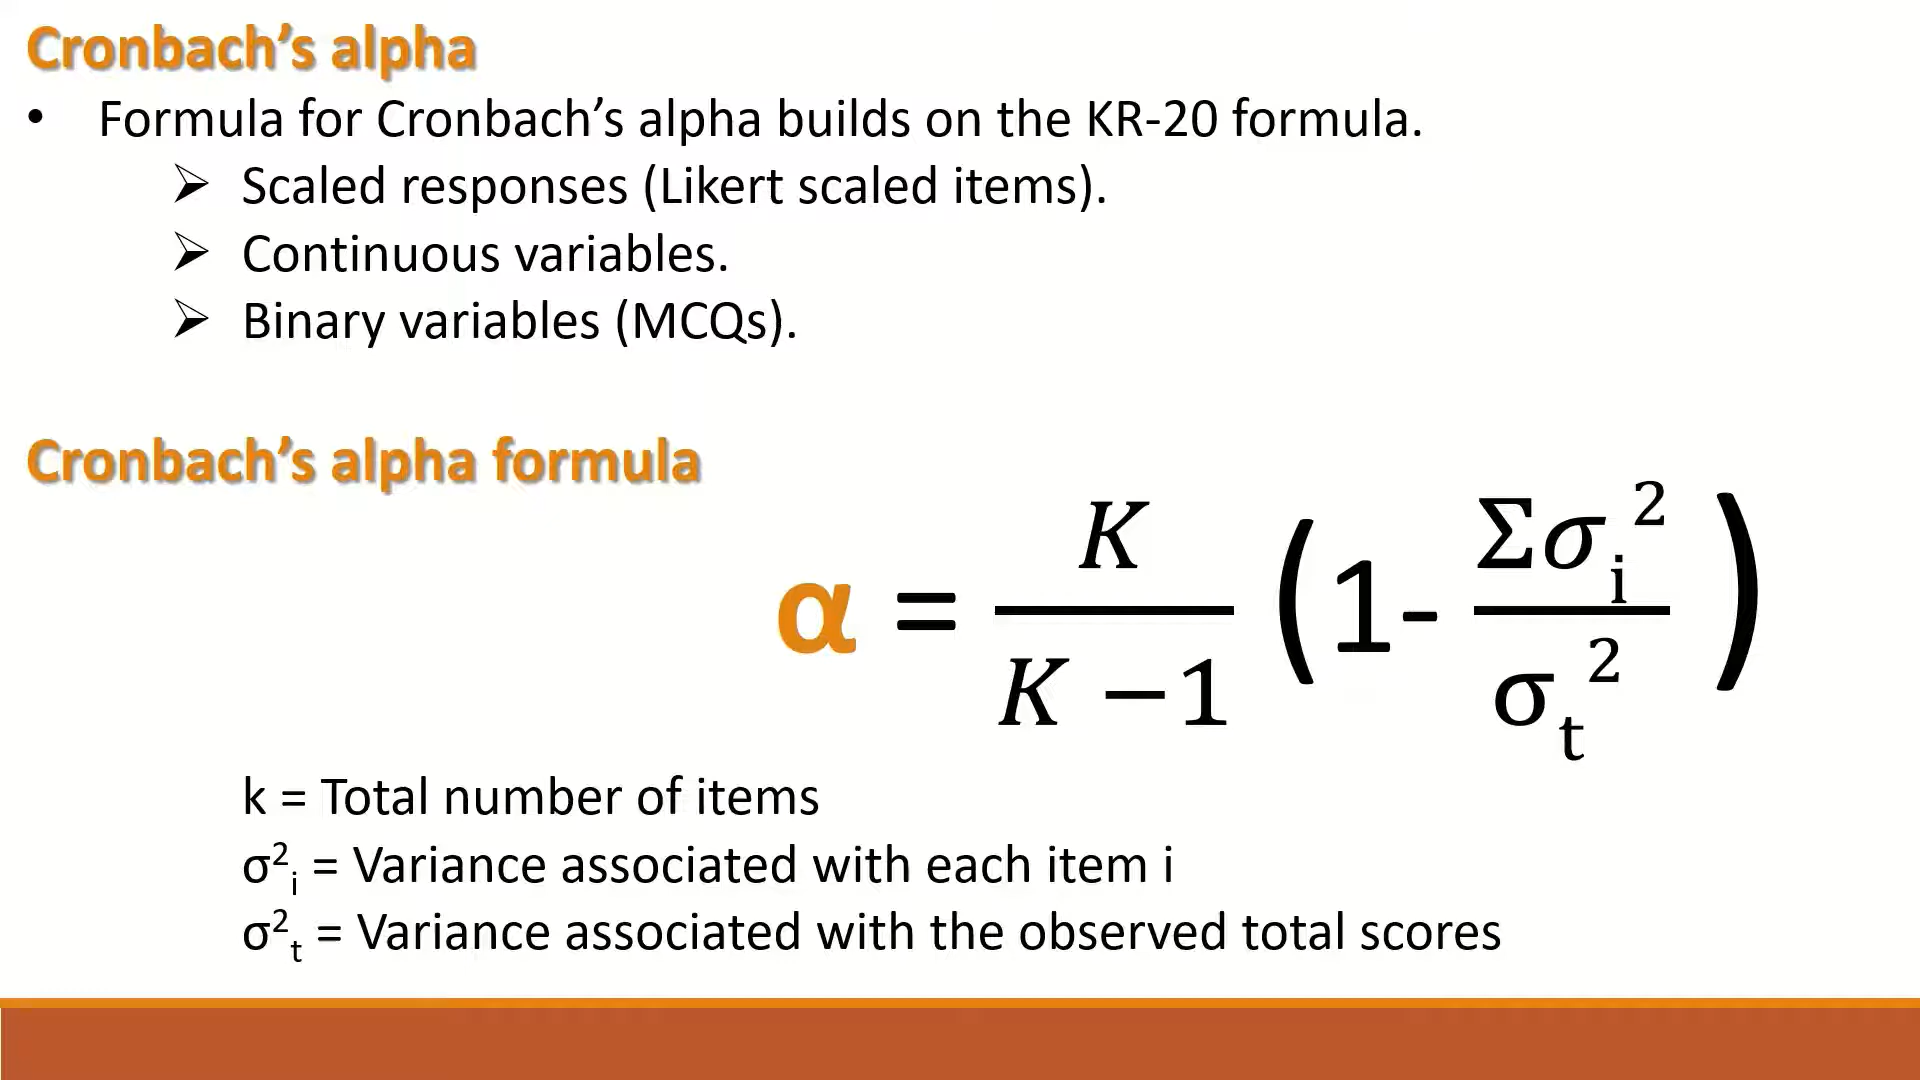 Cronbach’s alpha
• Formula for Cronbach’s alpha builds on the KR-20 formula.
➢ Scaled responses (Likert scaled items).
➢ Continuous variables.
➢ Binary variables (MCQs).
Cronbach’s alpha formula
α = K / (K − 1) (1- Σσᵢ² / σₜ²)
k = Total number of items
σ²ᵢ = Variance associated with each item i
σ²ₜ = Variance associated with the observed total scores